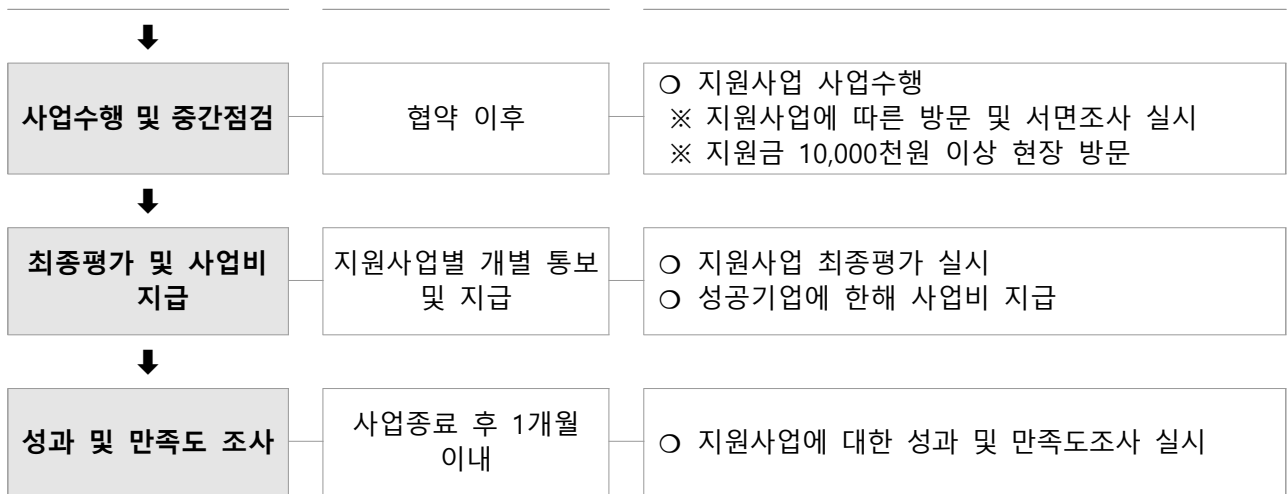 사업수행 및 중간점검
협약 이후
❍ 지원사업 사업수행
※ 지원사업에 따른 방문 및 서면조사 실시
※ 지원금 10,000천원 이상 현장 방문
최종평가 및 사업비
지급
지원사업별 개별 통보
및 지급
❍ 지원사업 최종평가 실시
❍ 성공기업에 한해 사업비 지급
성과 및 만족도 조사
사업종료 후 1개월
이내
❍ 지원사업에 대한 성과 및 만족도조사 실시